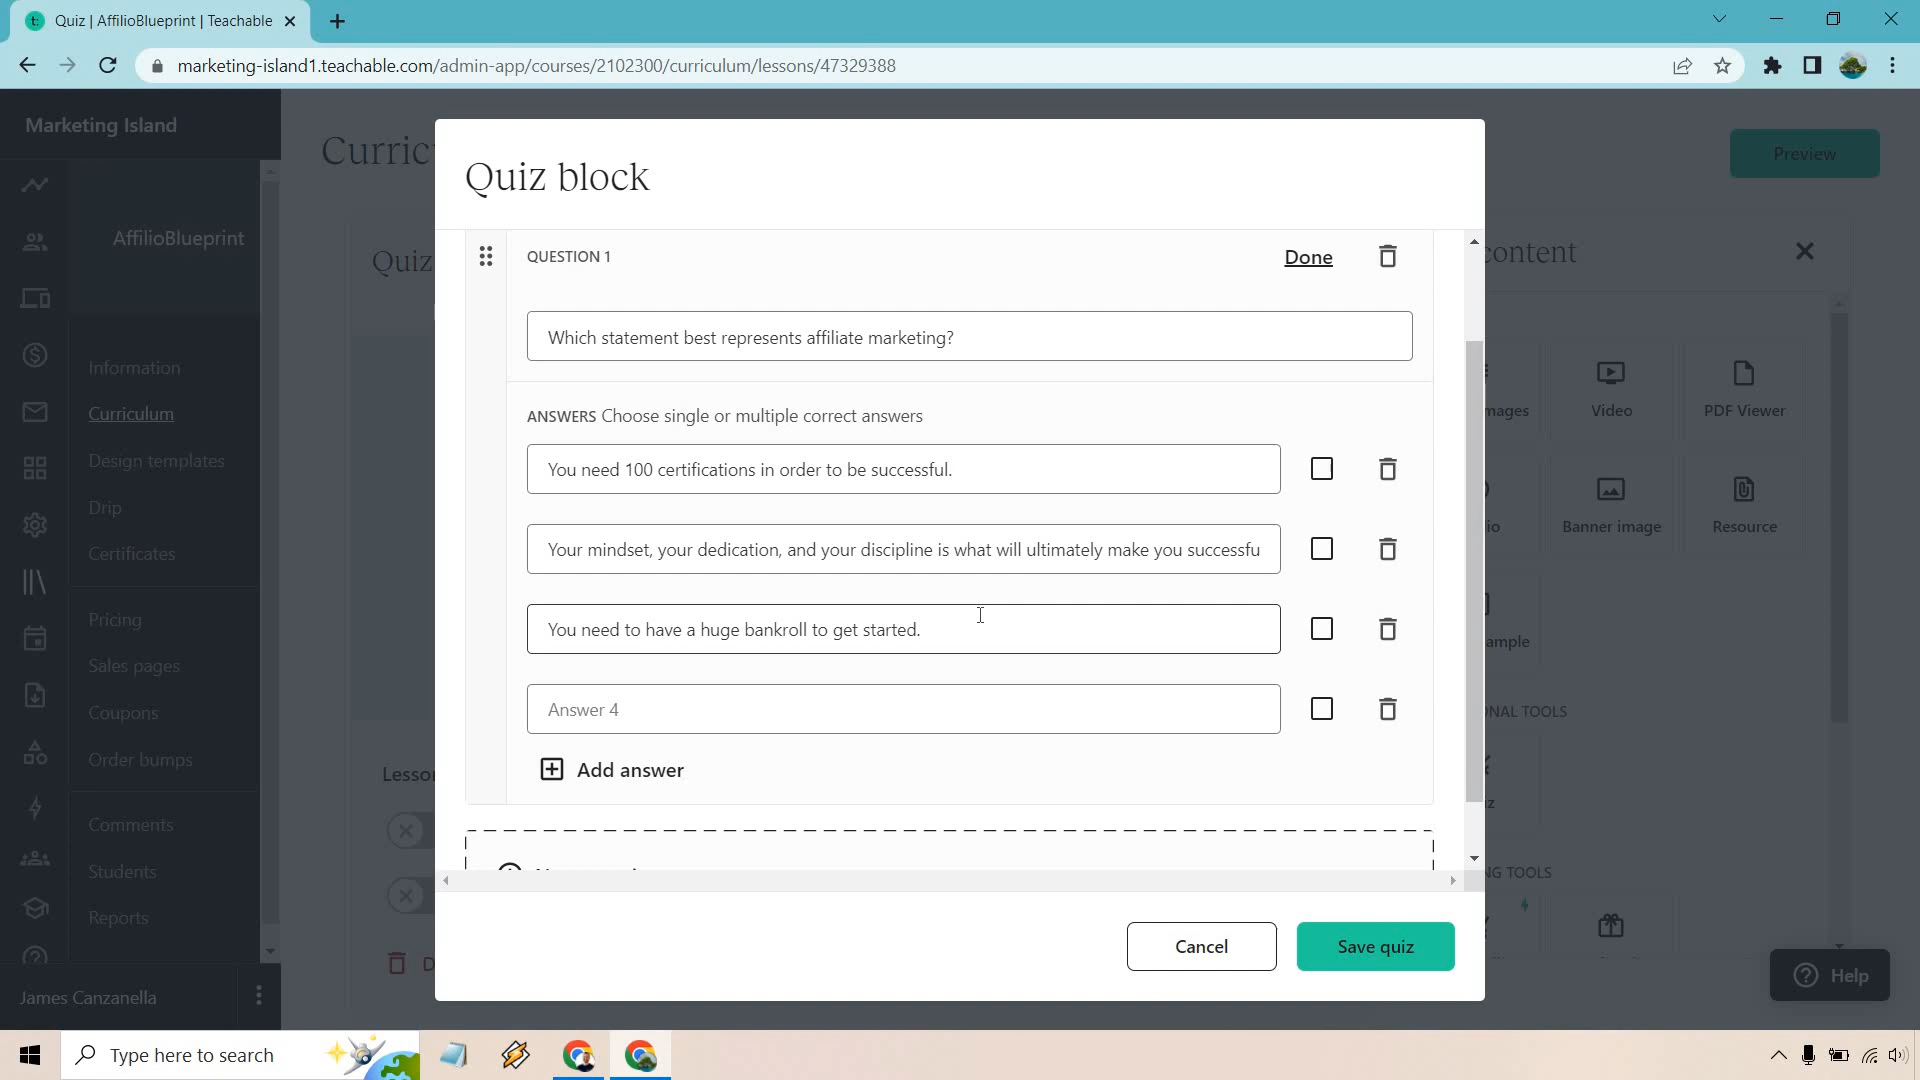 Quiz | AffilioBlueprint | Teachable
marketing-island1.teachable.com/admin-app/courses/2102300/curriculum/lessons/47329388
Marketing Island
Curric
Preview
Quiz block
AffilioBlueprint
Quiz
content
QUESTION 1
Done
Which statement best represents affiliate marketing?
Information
Curriculum
Design templates
Drip
Certificates
Pricing
Sales pages
Coupons
Order bumps
Comments
Students
Reports
James Canzanella
ANSWERS Choose single or multiple correct answers
You need 100 certifications in order to be successful.
Your mindset, your dedication, and your discipline is what will ultimately make you successfu
You need to have a huge bankroll to get started.
Answer 4
Add answer
Lesso
D
mages
Video
PDF Viewer
io
Banner image
Resource
ample
NAL TOOLS
z
NG TOOLS
Cancel
Save quiz
Help
Type here to search